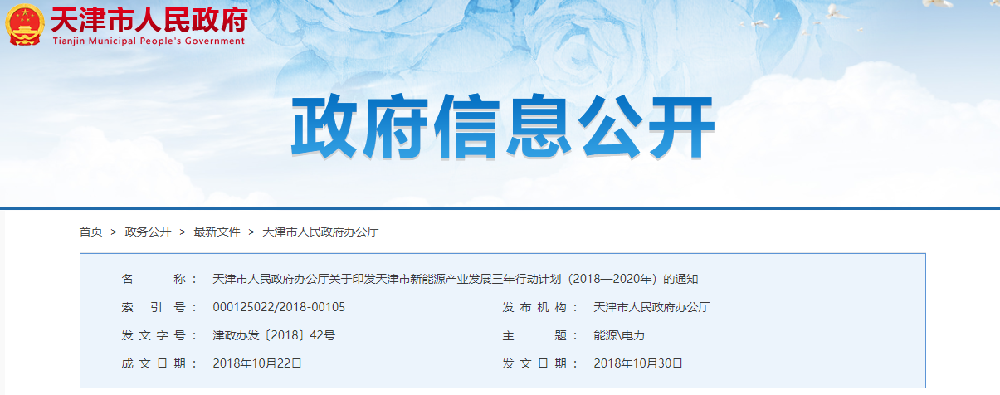 天津市人民政府
Tianjin Municipal People's Government
政府信息公开
首页 > 政务公开 > 最新文件 > 天津市人民政府办公厅
名称： 天津市人民政府办公厅关于印发天津市新能源产业发展三年行动计划（2018—2020年）的通知
索引号： 000125022/2018-00105 发布机构： 天津市人民政府办公厅
发文字号： 津政办发〔2018〕42号 主题： 能源\电力
成文日期： 2018年10月22日 发文日期： 2018年10月30日